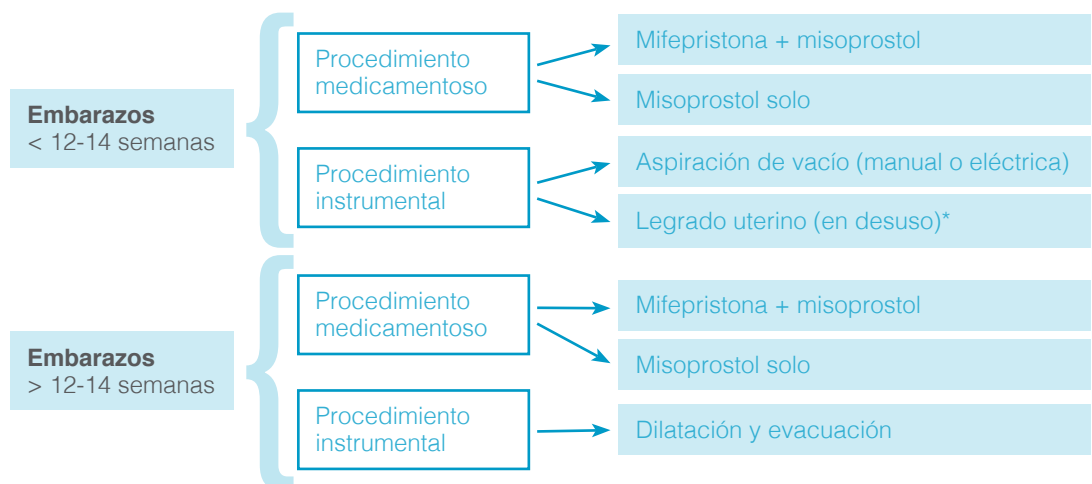 Embarazos
< 12-14 semanas
Procedimiento
medicamentoso
Mifepristona + misoprostol
Misoprostol solo
Procedimiento
instrumental
Aspiración de vacío (manual o eléctrica)
Legrado uterino (en desuso)*
Embarazos
> 12-14 semanas
Procedimiento
medicamentoso
Mifepristona + misoprostol
Misoprostol solo
Procedimiento
instrumental
Dilatación y evacuación